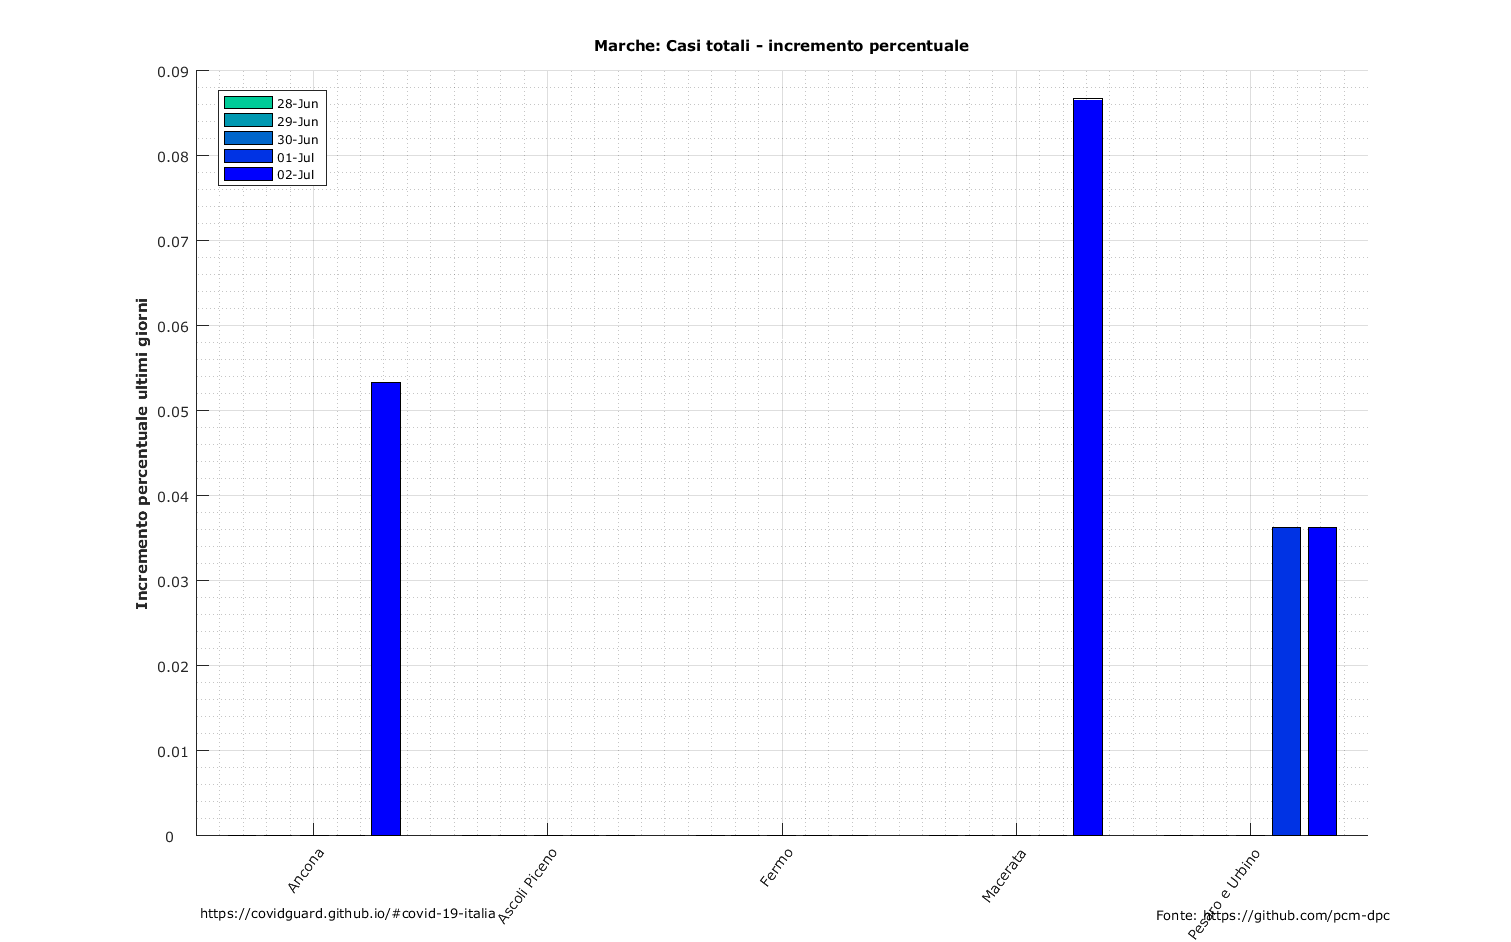 Marche: Casi totali - incremento percentuale
Incremento percentuale ultimi giorni
0.09
0.08
0.07
0.06
0.05
0.04
0.03
0.02
0.01
0
28-Jun
29-Jun
30-Jun
01-Jul
02-Jul
Ancona
Ascoli Piceno
Fermo
Macerata
Pesaro e Urbino
https://covidguard.github.io/#covid-19-italia
Fonte: https://github.com/pcm-dpc